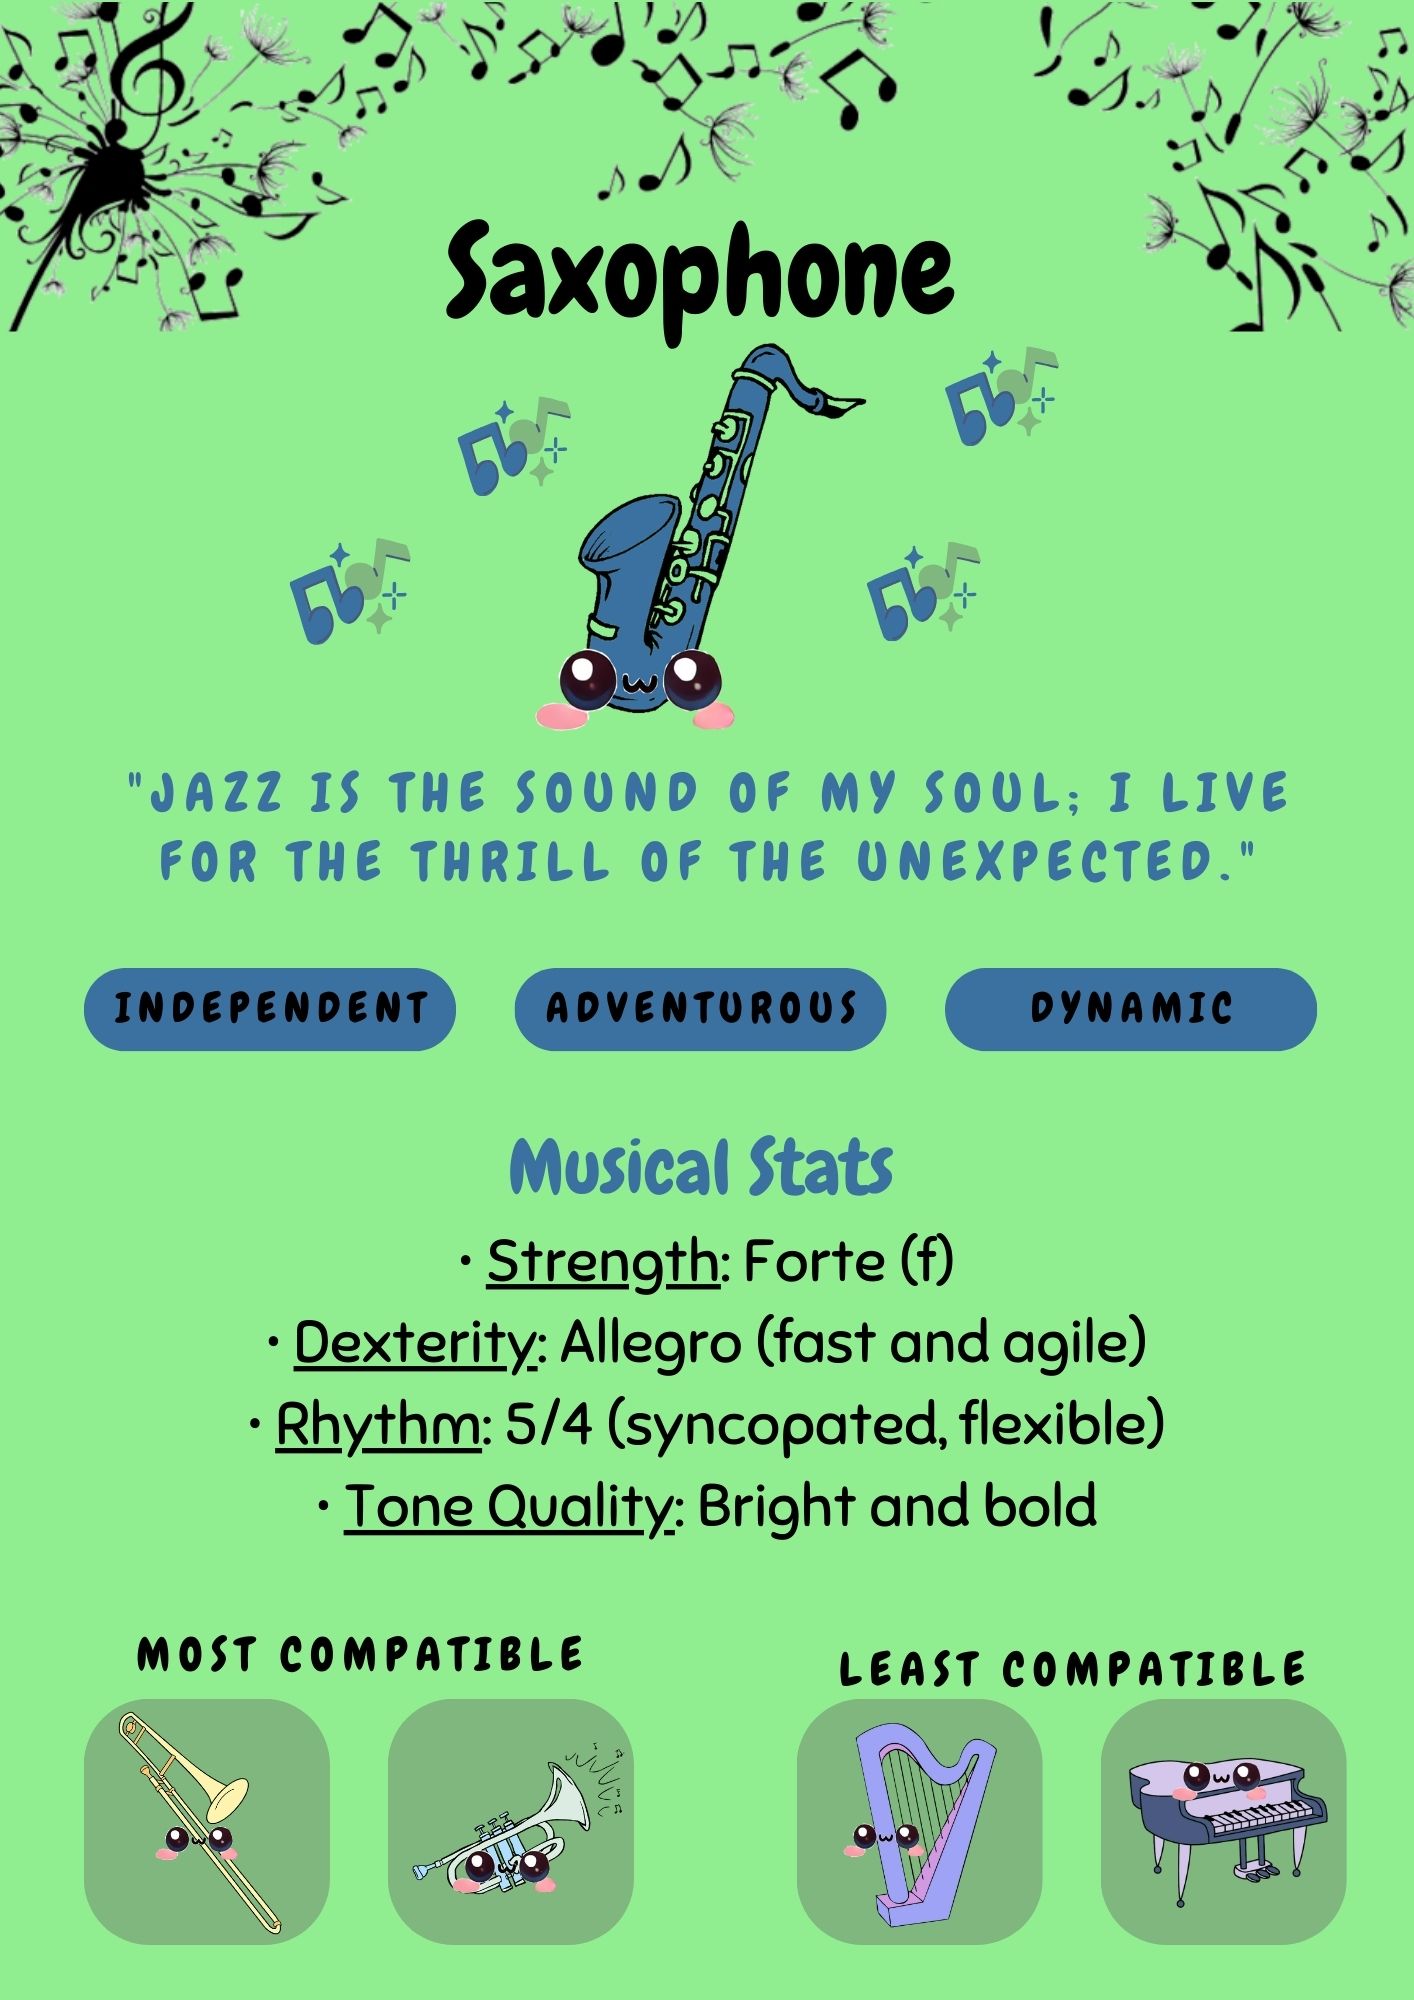 Saxophone
"JAZZ IS THE SOUND OF MY SOUL; I LIVE
FOR THE THRILL OF THE UNEXPECTED."
INDEPENDENT
ADVENTUROUS
DYNAMIC
Musical Stats
• Strength: Forte (f)
• Dexterity: Allegro (fast and agile)
• Rhythm: 5/4 (syncopated, flexible)
• Tone Quality: Bright and bold
MOST COMPATIBLE
LEAST COMPATIBLE